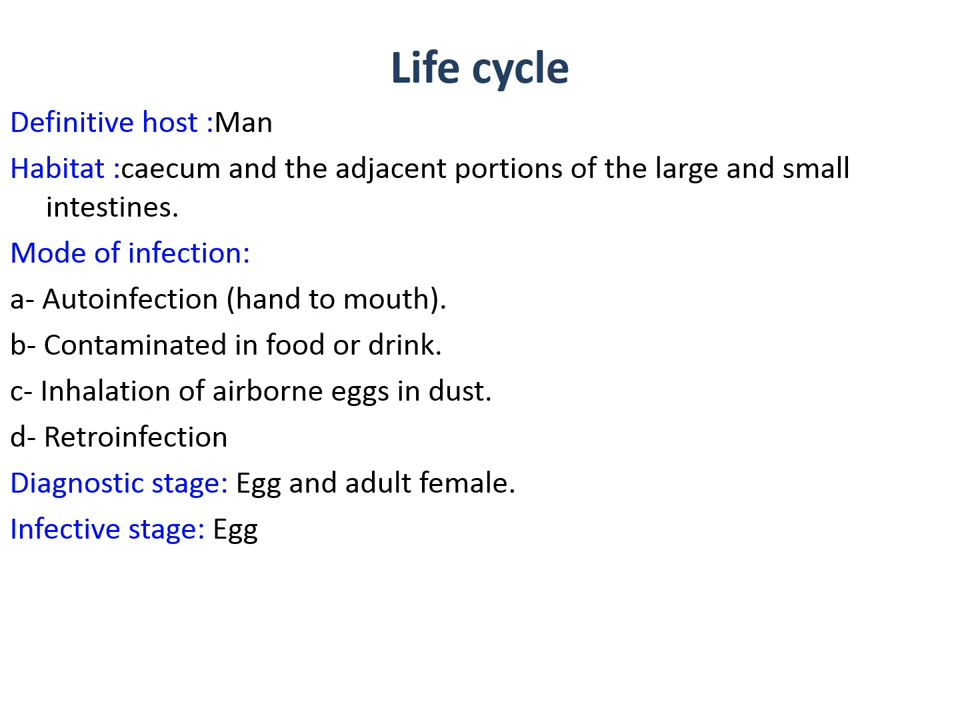 Life cycle
Definitive host :Man
Habitat :caecum and the adjacent portions of the large and small
intestines.
Mode of infection:
a- Autoinfection (hand to mouth).
b- Contaminated in food or drink.
c- Inhalation of airborne eggs in dust.
d- Retroinfection
Diagnostic stage: Egg and adult female.
Infective stage: Egg